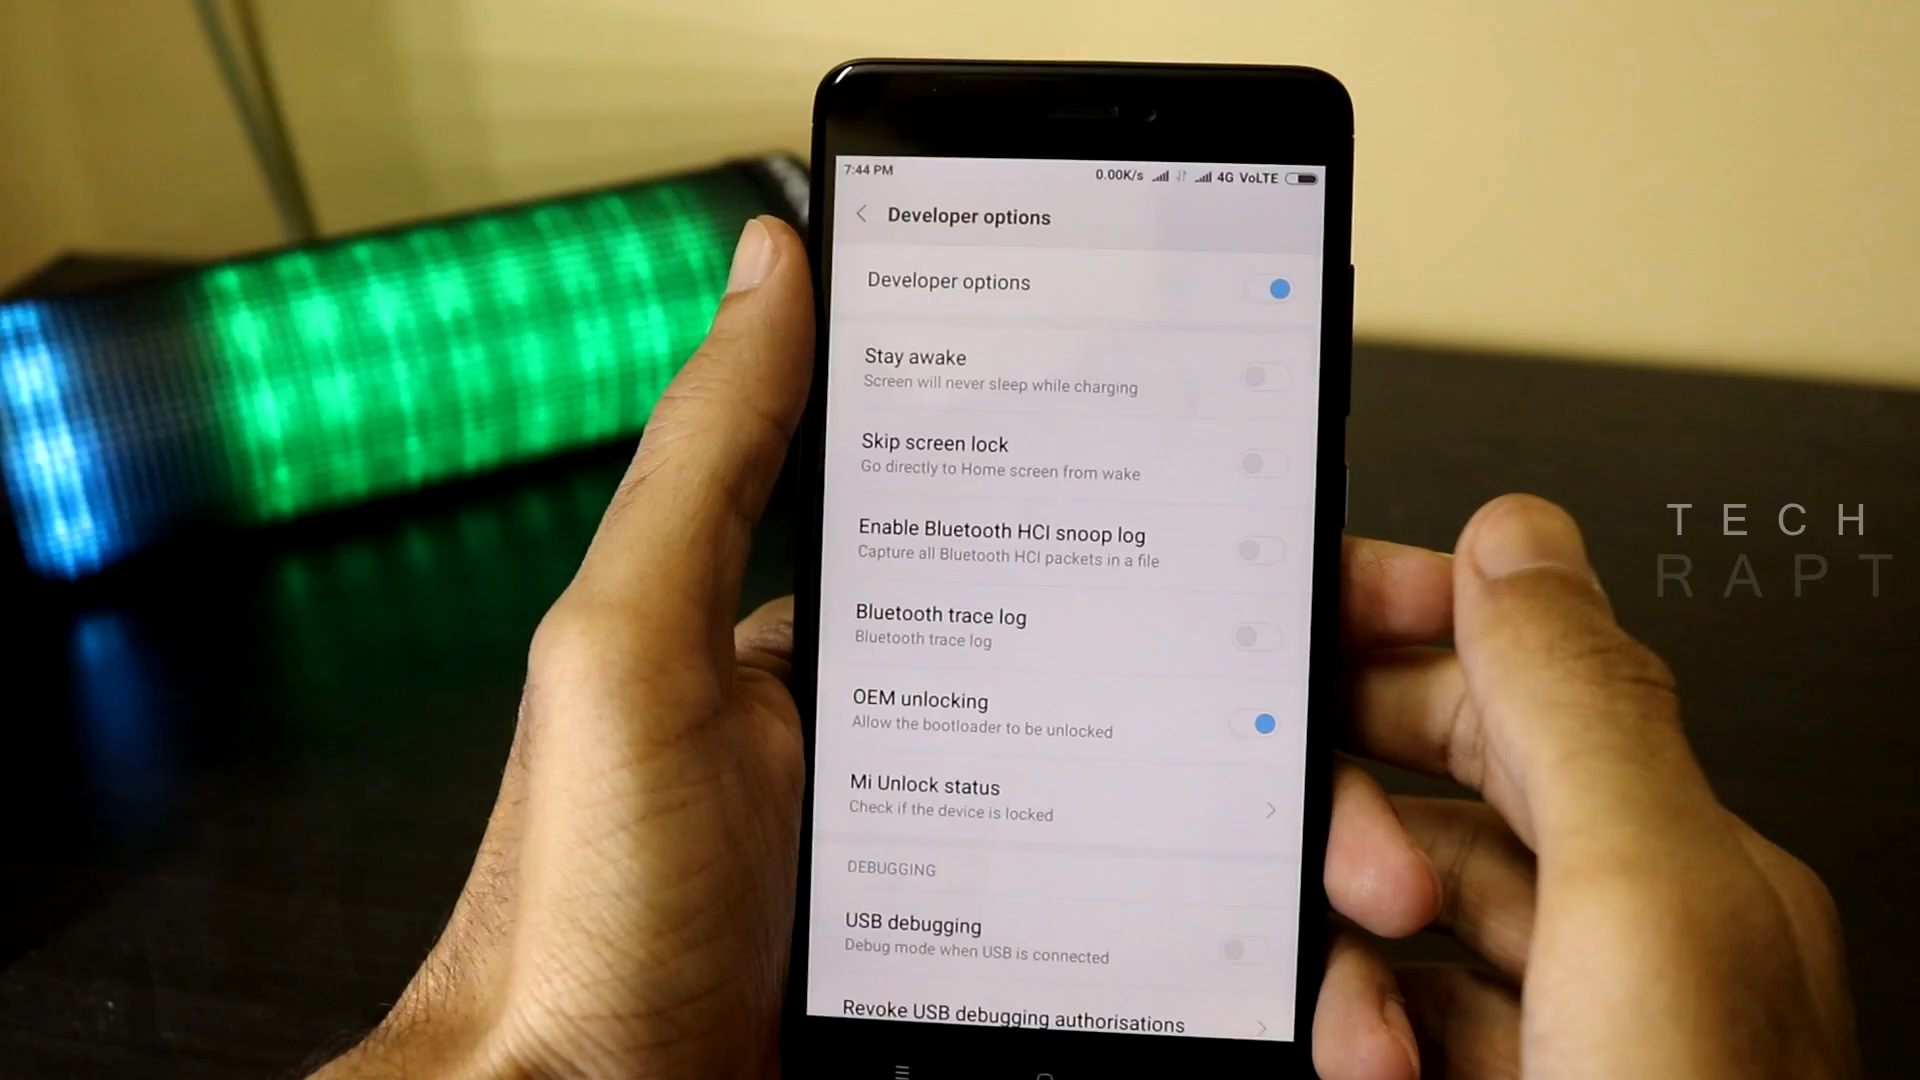 7:44 PM
0.00K/s 4G VoLTE
Developer options
Developer options
Stay awake
Screen will never sleep while charging
Skip screen lock
Go directly to Home screen from wake
Enable Bluetooth HCI snoop log
Capture all Bluetooth HCI packets in a file
Bluetooth trace log
Bluetooth trace log
OEM unlocking
Allow the bootloader to be unlocked
Mi Unlock status
Check if the device is locked
DEBUGGING
USB debugging
Debug mode when USB is connected
Revoke USB debugging authorisations
TECH
RAPT